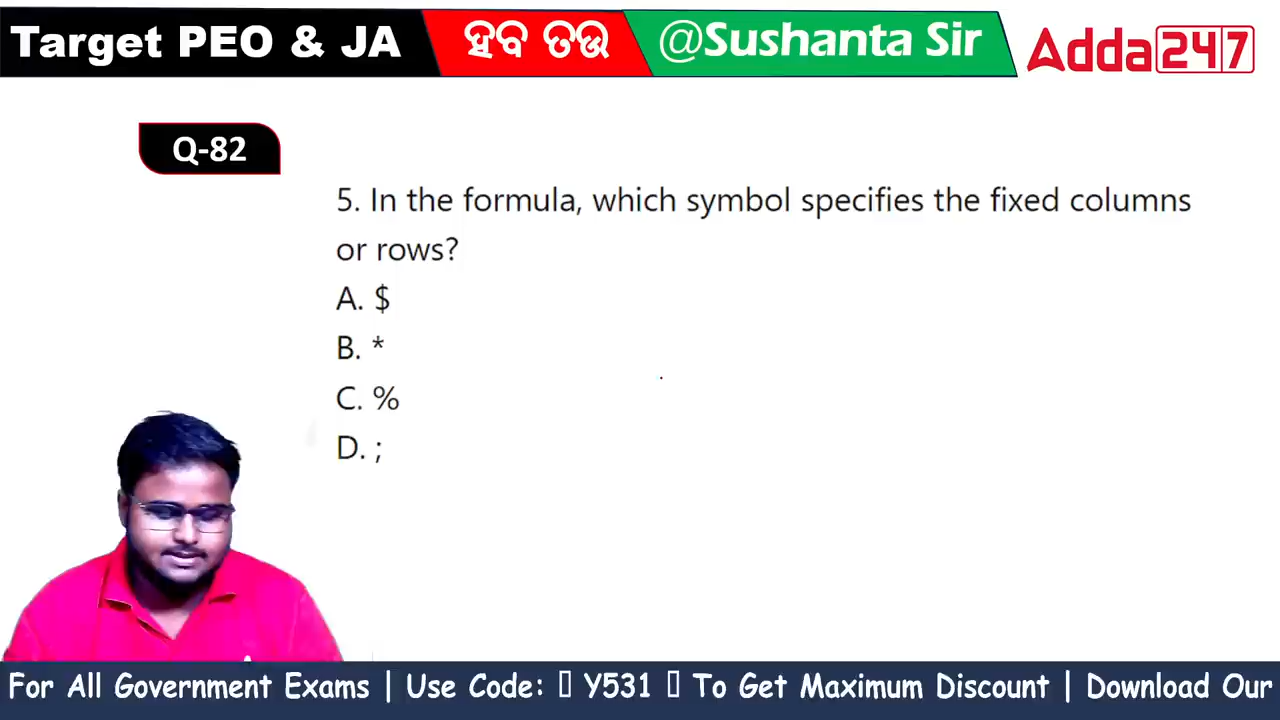 Target PEO & JA ହବ ତଉ @Sushanta Sir Adda247
Q-82
5. In the formula, which symbol specifies the fixed columns
or rows?
A. $
B. *
C. %
D. ;
For All Government Exams | Use Code: Y531 To Get Maximum Discount | Download Our